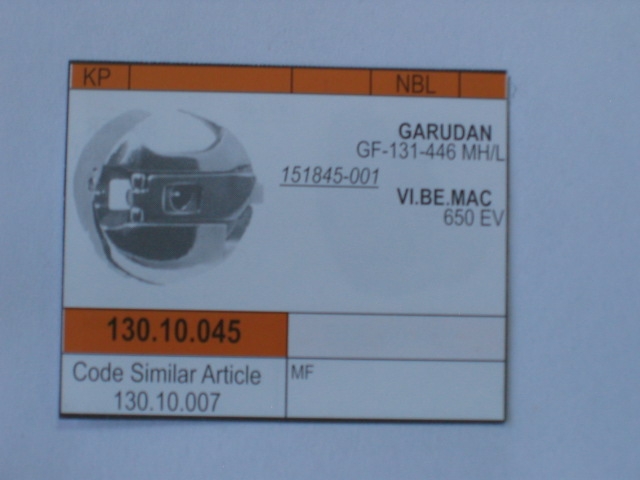 KP NBL
GARUDAN
GF-131-446 MH/L
151845-001
VI.BE.MAC
650 EV
130.10.045
Code Similar Article
130.10.007
MF